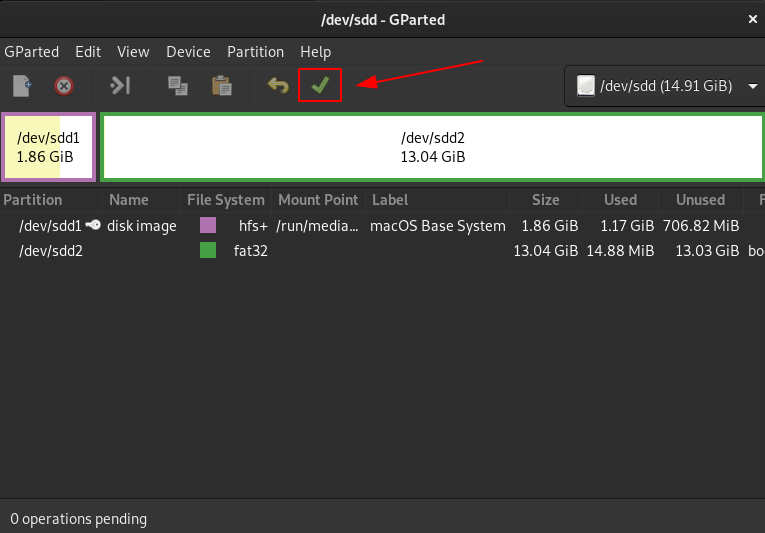 /dev/sdd - GParted
GParted Edit View Device Partition Help
/dev/sdd (14.91 GiB)
/dev/sdd1
1.86 GiB
/dev/sdd2
13.04 GiB
Partition Name File System Mount Point Label Size Used Unused F
/dev/sdd1 disk image hfs+ /run/media... macOS Base System 1.86 GiB 1.17 GiB 706.82 MiB
/dev/sdd2 fat32 13.04 GiB 14.88 MiB 13.03 GiB bo
0 operations pending